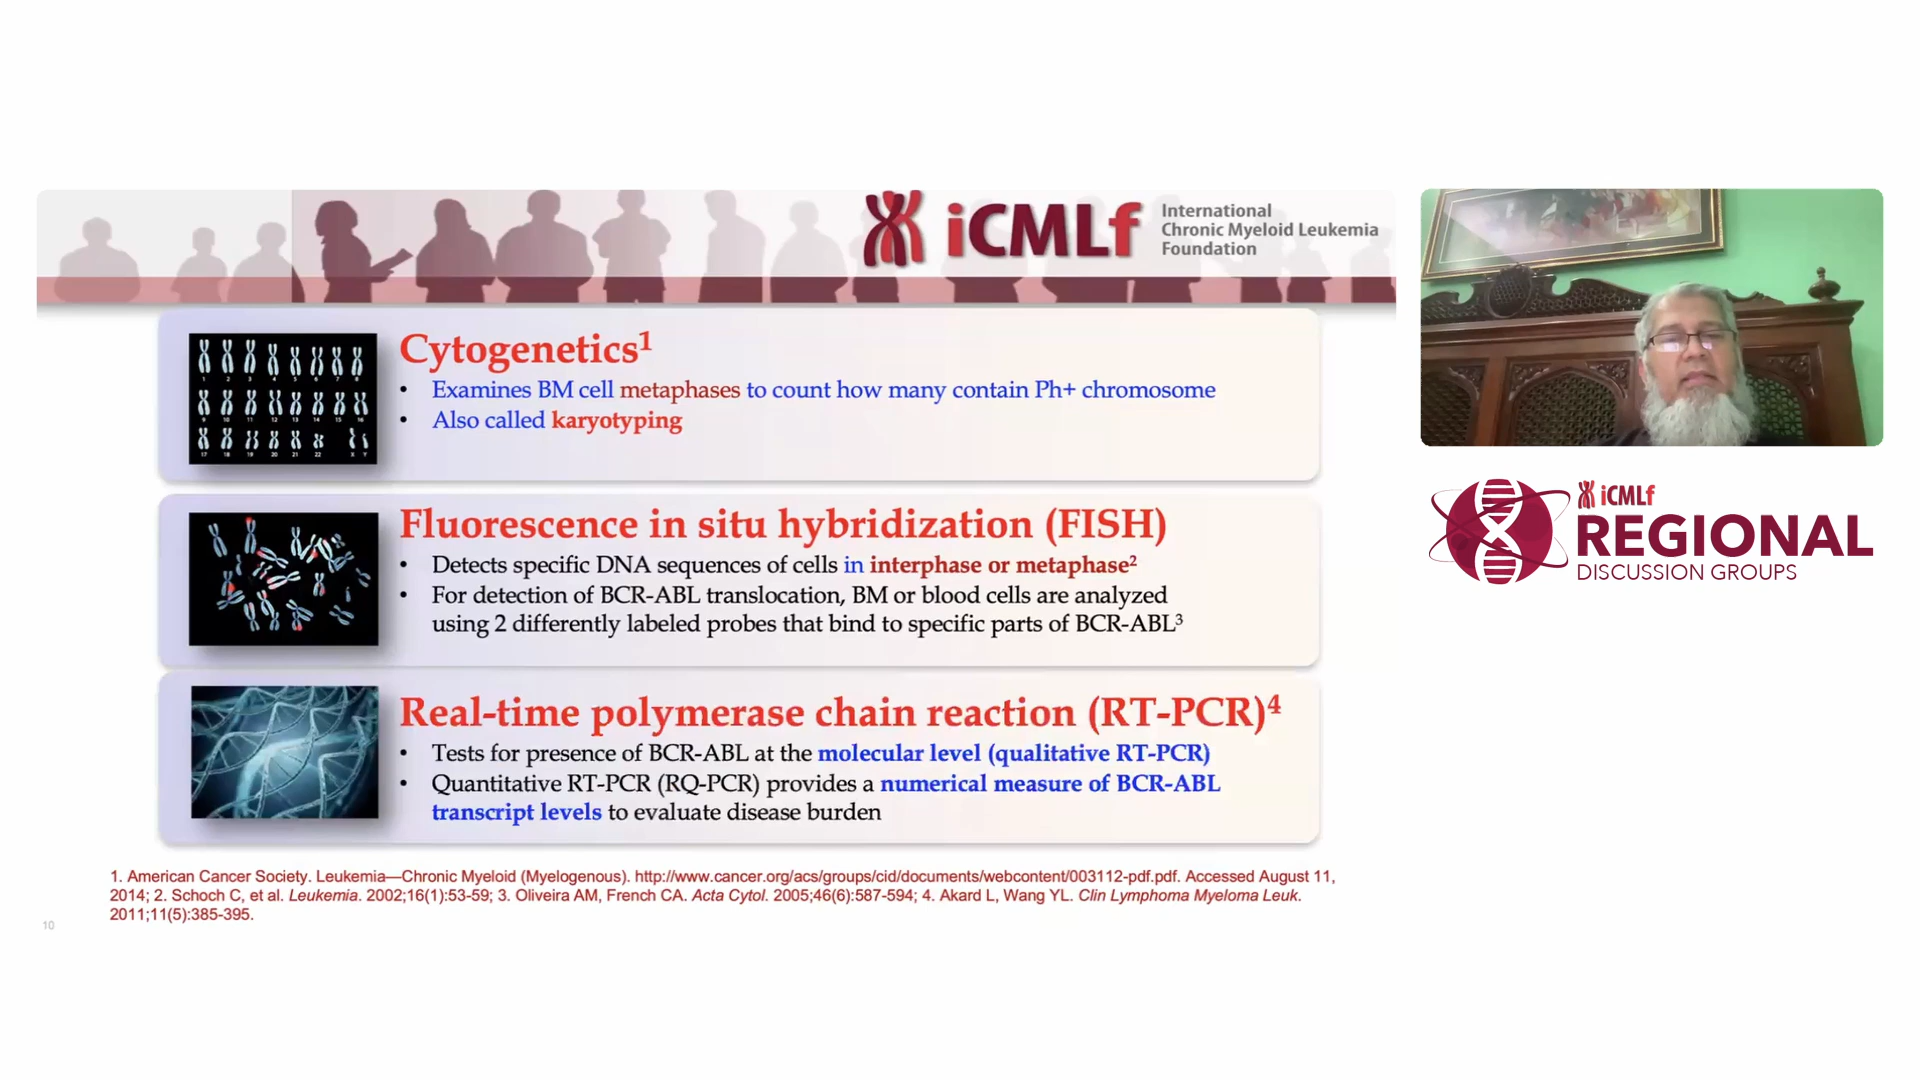 iCMLf
International
Chronic Myeloid Leukemia
Foundation
Cytogenetics¹
• Examines BM cell metaphases to count how many contain Ph+ chromosome
• Also called karyotyping
Fluorescence in situ hybridization (FISH)
• Detects specific DNA sequences of cells in interphase or metaphase²
• For detection of BCR-ABL translocation, BM or blood cells are analyzed
using 2 differently labeled probes that bind to specific parts of BCR-ABL³
Real-time polymerase chain reaction (RT-PCR)⁴
• Tests for presence of BCR-ABL at the molecular level (qualitative RT-PCR)
• Quantitative RT-PCR (RQ-PCR) provides a numerical measure of BCR-ABL
transcript levels to evaluate disease burden
1. American Cancer Society. Leukemia—Chronic Myeloid (Myelogenous). http://www.cancer.org/acs/groups/cid/documents/webcontent/003112-pdf.pdf. Accessed August 11,
2014; 2. Schoch C, et al. Leukemia. 2002;16(1):53-59; 3. Oliveira AM, French CA. Acta Cytol. 2005;46(6):587-594; 4. Akard L, Wang YL. Clin Lymphoma Myeloma Leuk.
2011;11(5):385-395.
10
iCMLf
REGIONAL
DISCUSSION GROUPS